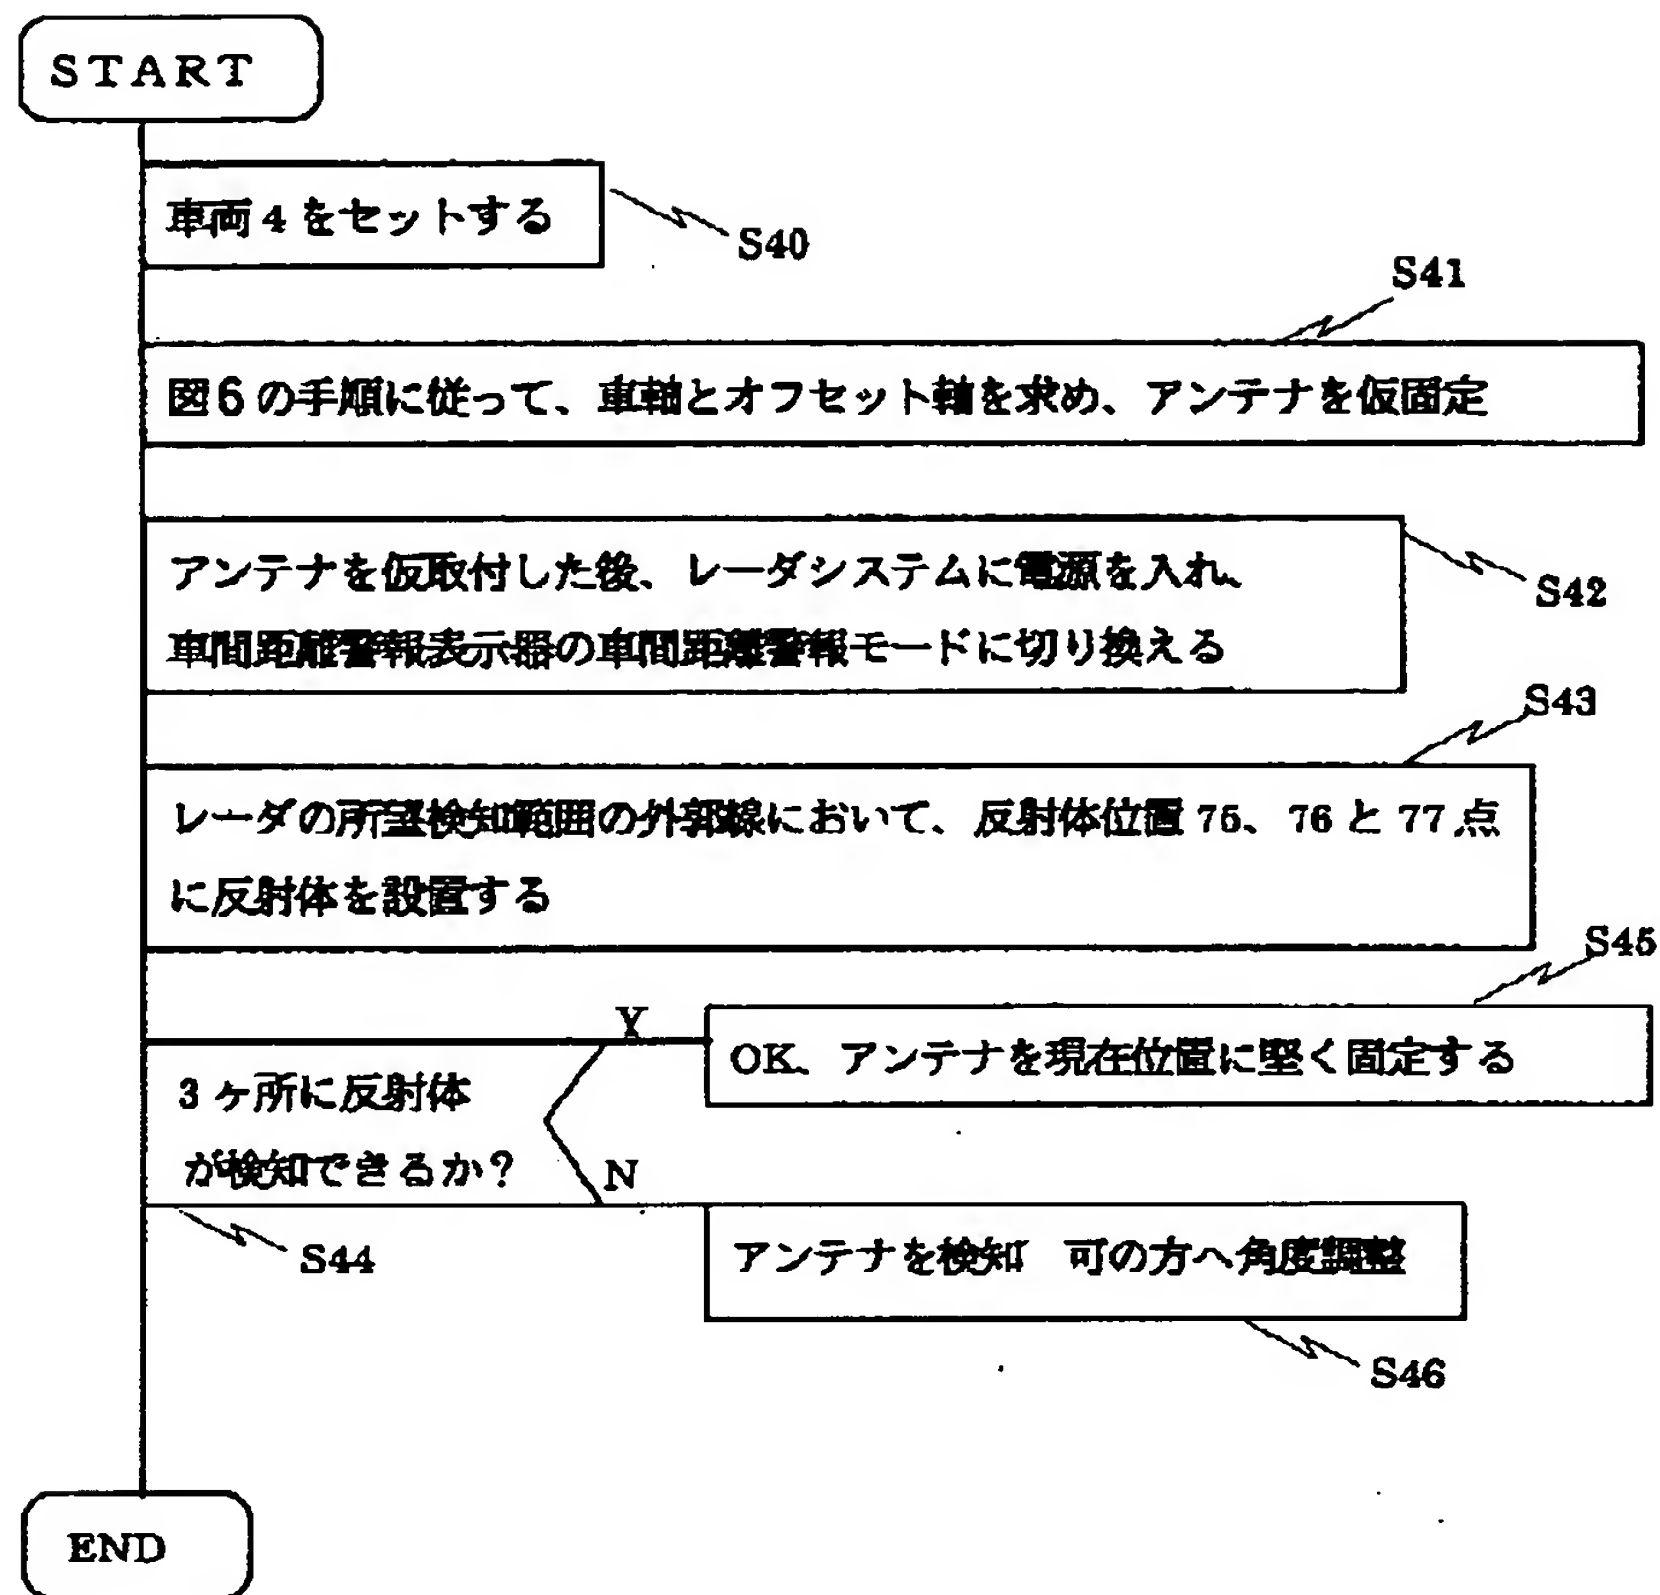 START
車両4をセットする
S40
S41
図6の手順に従って、車軸とオフセット軸を求め、アンテナを仮固定
アンテナを仮取付した後、レーダシステムに電源を入れ、
車間距離警報表示器の車間距離警報モードに切り換える
S42
S43
レーダの所望検知範囲の外郭線において、反射体位置75、76と77点
に反射体を設置する
S45
Y
OK、アンテナを現在位置に堅く固定する
3ヶ所に反射体
が検知できるか?
N
S44
アンテナを検知 可の方へ角度調整
S46
END